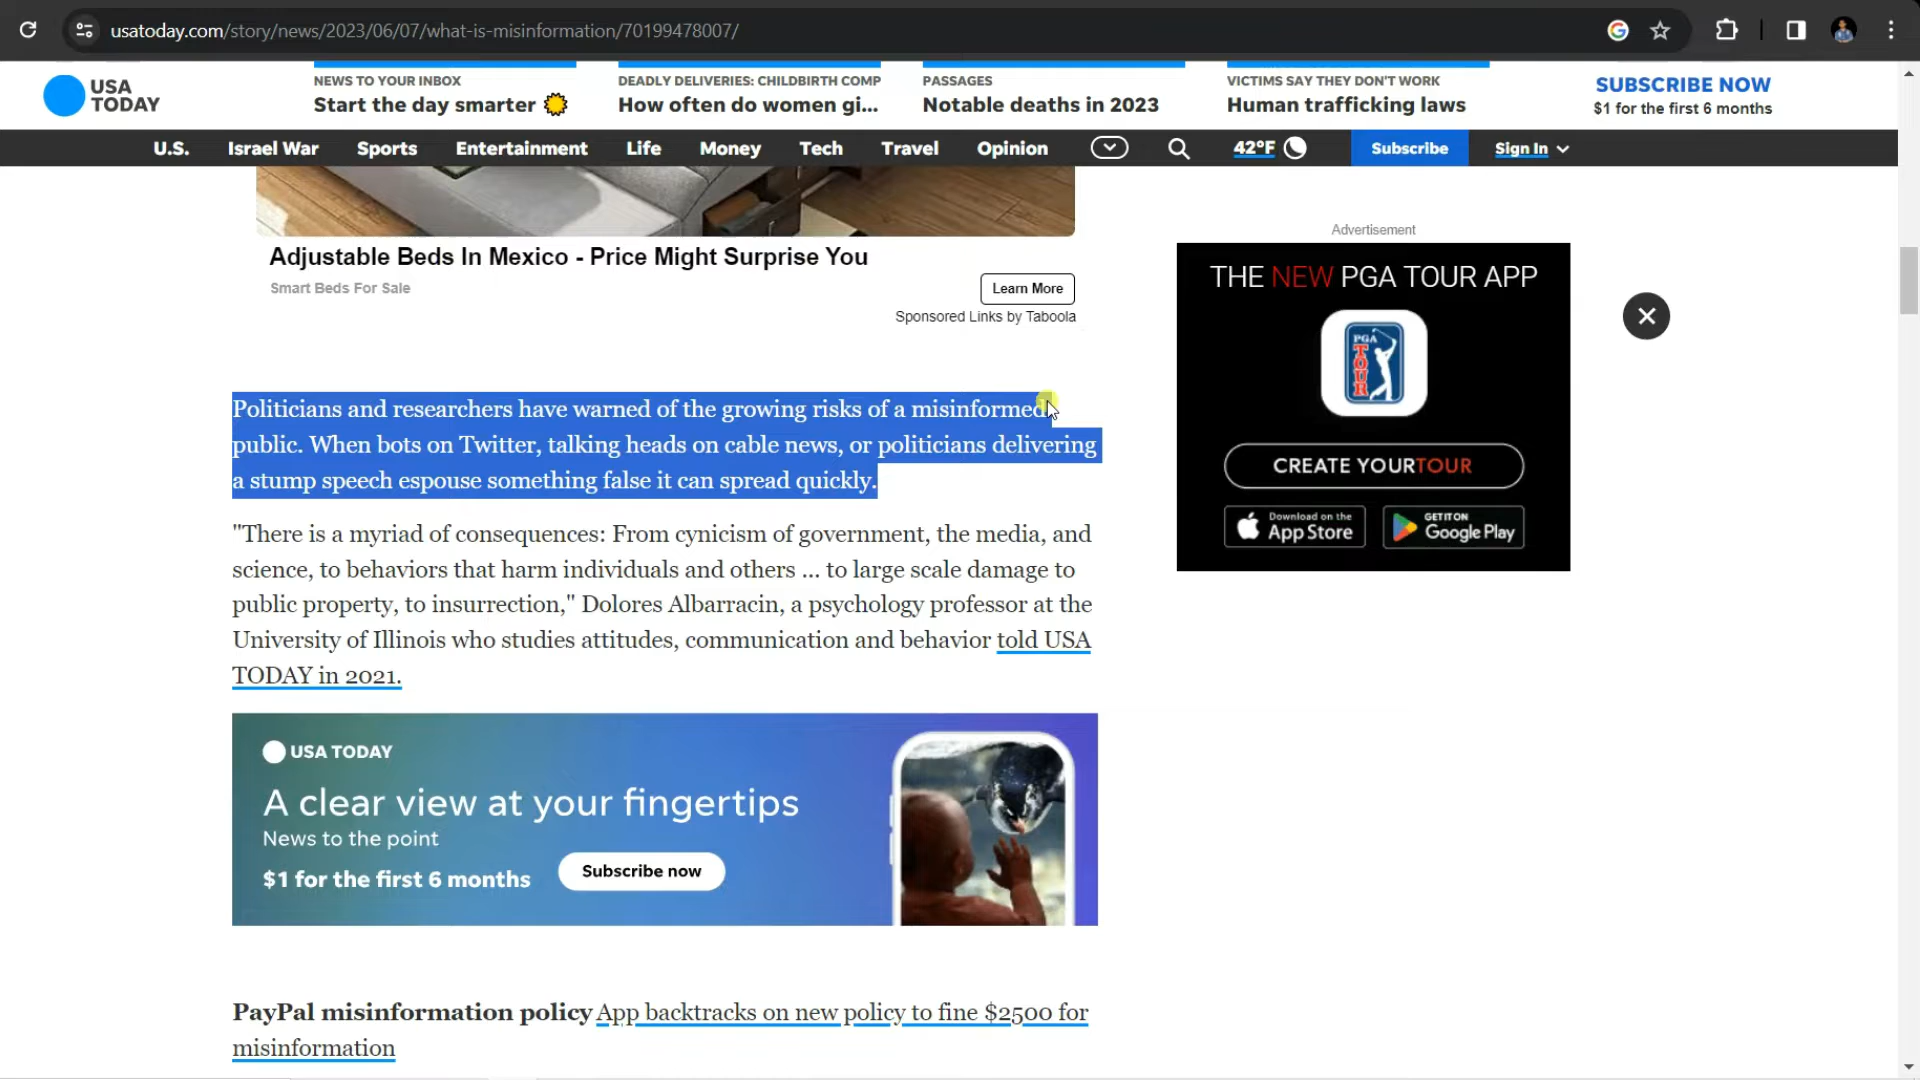 usatoday.com/story/news/2023/06/07/what-is-misinformation/70199478007/
USA
TODAY
NEWS TO YOUR INBOX
Start the day smarter
DEADLY DELIVERIES: CHILDBIRTH COMP
How often do women gi...
PASSAGES
Notable deaths in 2023
VICTIMS SAY THEY DON'T WORK
Human trafficking laws
SUBSCRIBE NOW
$1 for the first 6 months
U.S. Israel War Sports Entertainment Life Money Tech Travel Opinion 42°F Subscribe Sign In
Adjustable Beds In Mexico - Price Might Surprise You
Smart Beds For Sale
Learn More
Sponsored Links by Taboola
Advertisement
THE NEW PGA TOUR APP
PGA
TOUR
CREATE YOURTOUR
Download on the
App Store
GET IT ON
Google Play
Politicians and researchers have warned of the growing risks of a misinformed
public. When bots on Twitter, talking heads on cable news, or politicians delivering
a stump speech espouse something false it can spread quickly.
"There is a myriad of consequences: From cynicism of government, the media, and
science, to behaviors that harm individuals and others ... to large scale damage to
public property, to insurrection," Dolores Albarracin, a psychology professor at the
University of Illinois who studies attitudes, communication and behavior told USA
TODAY in 2021.
USA TODAY
A clear view at your fingertips
News to the point
$1 for the first 6 months
Subscribe now
PayPal misinformation policy App backtracks on new policy to fine $2500 for
misinformation